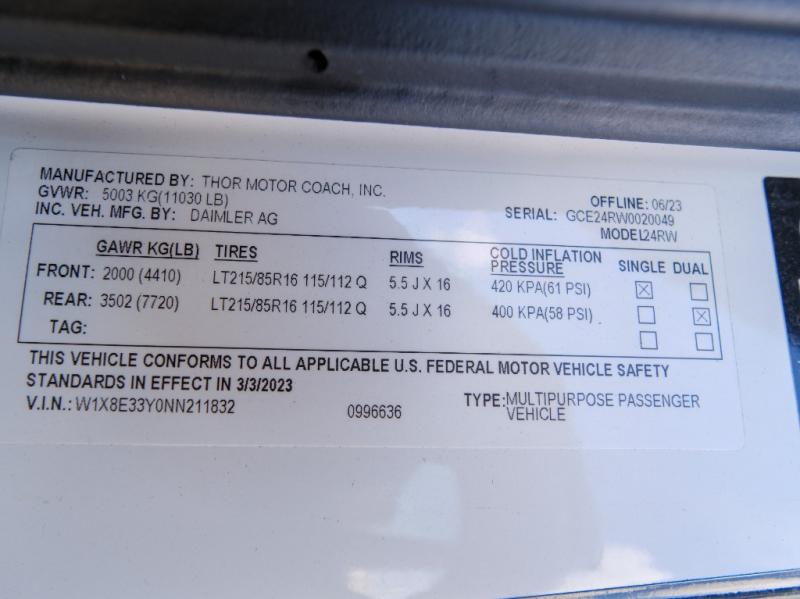 MANUFACTURED BY: THOR MOTOR COACH, INC.
GVWR: 5003 KG(11030 LB)
INC. VEH. MFG. BY: DAIMLER AG
OFFLINE: 06/23
SERIAL: GCE24RW0020049
MODEL24RW
GAWR KG(LB) TIRES RIMS COLD INFLATION PRESSURE SINGLE DUAL
FRONT: 2000 (4410) LT215/85R16 115/112 Q 5.5 J X 16 420 KPA(61 PSI) ☒ ☐
REAR: 3502 (7720) LT215/85R16 115/112 Q 5.5 J X 16 400 KPA(58 PSI) ☐ ☒
TAG: ☐ ☐
THIS VEHICLE CONFORMS TO ALL APPLICABLE U.S. FEDERAL MOTOR VEHICLE SAFETY
STANDARDS IN EFFECT IN 3/3/2023
V.I.N.: W1X8E33Y0NN211832 0996636 TYPE: MULTIPURPOSE PASSENGER
VEHICLE